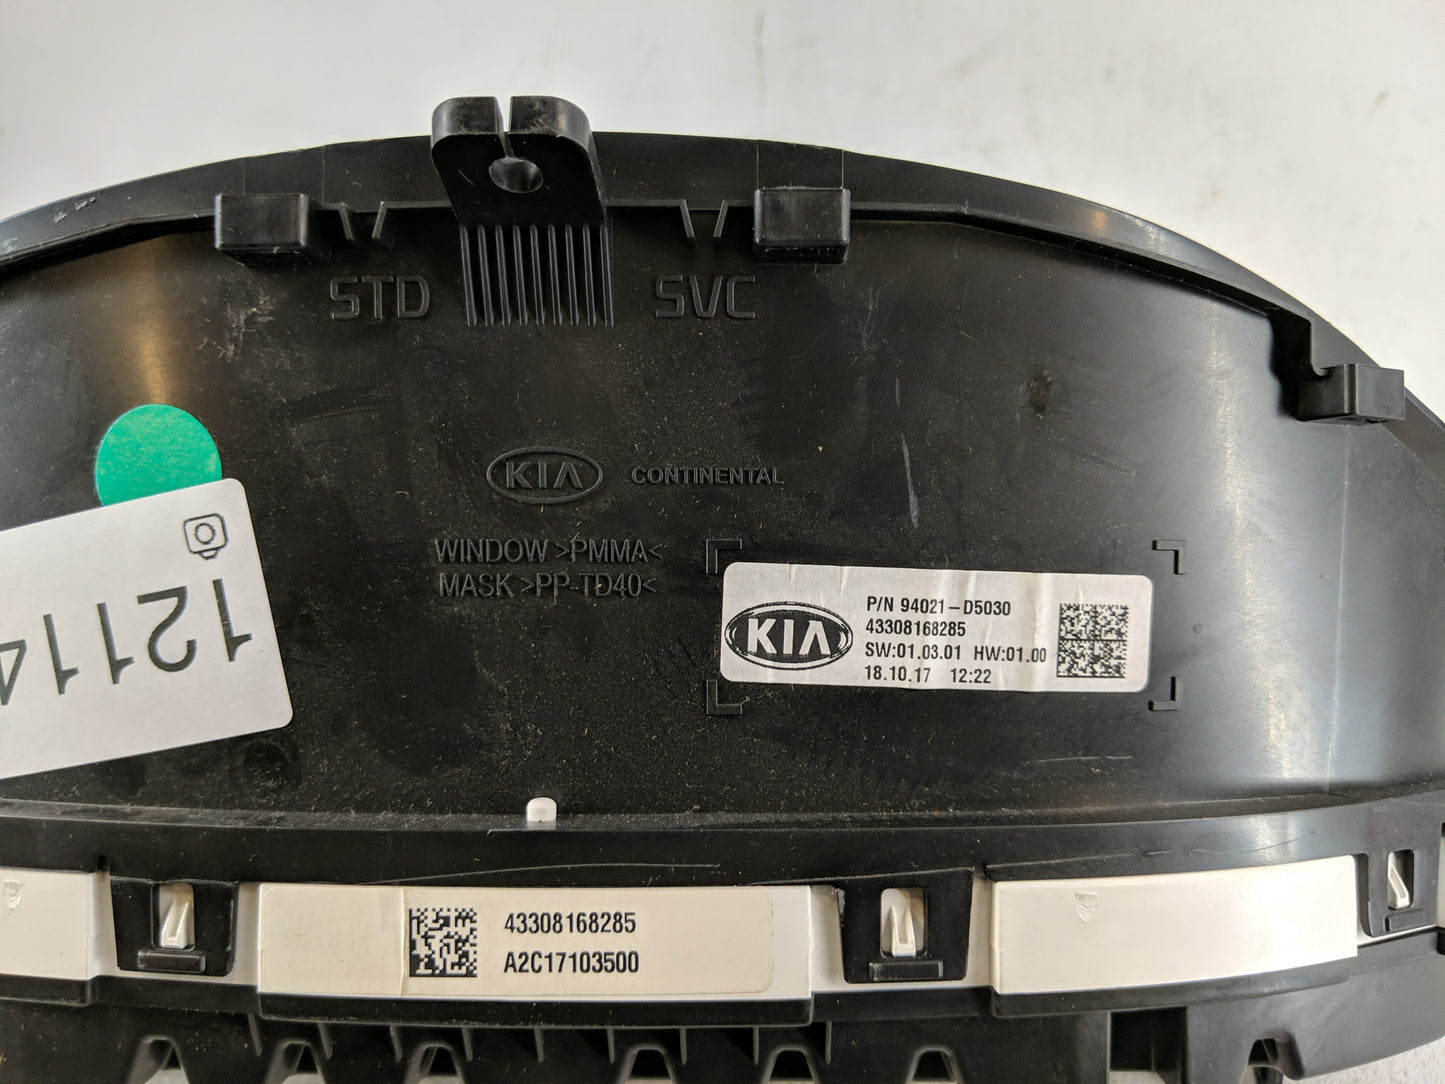 STD
SVC
KIA
CONTINENTAL
WINDOW >PMMA<
MASK >PP-TD40<
12114
KIA
P/N 94021-D5030
43308168285
SW:01.03.01 HW:01.00
18.10.17 12:22
43308168285
A2C17103500